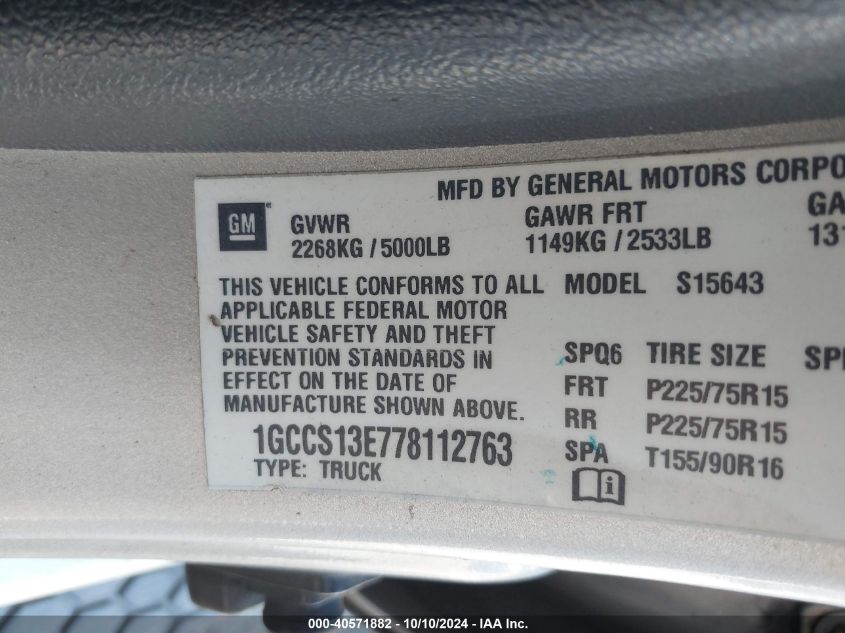 MFD BY GENERAL MOTORS CORPO
GM
GVWR GAWR FRT GA
2268KG / 5000LB 1149KG / 2533LB 131
THIS VEHICLE CONFORMS TO ALL MODEL S15643
APPLICABLE FEDERAL MOTOR
VEHICLE SAFETY AND THEFT
PREVENTION STANDARDS IN SPQ6 TIRE SIZE SP
EFFECT ON THE DATE OF FRT P225/75R15
MANUFACTURE SHOWN ABOVE. RR P225/75R15
1GCCS13E778112763 SPA T155/90R16
TYPE: TRUCK
000-40571882 - 10/10/2024 - IAA Inc.